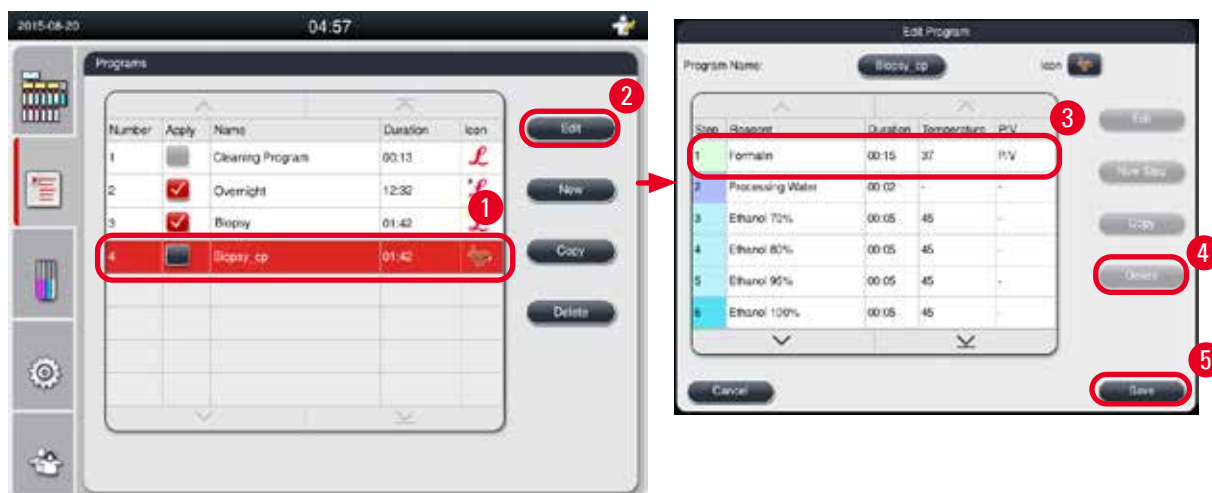 2015-08-20 04:57
Programs
Number Apply Name Duration Icon
1 Cleaning Program 00:13 L
2 Overnight 12:32 *L
3 Biopsy 01:42 L
4 Biopsy_cp 01:42
Edit
New
Copy
Delete
1
2
Edit Program
Program Name: Biopsy_cp Icon
Step Reagent Duration Temperature P/V
1 Formalin 00:15 37 P/V
2 Processing Water 00:02 - -
3 Ethanol 70% 00:05 45 -
4 Ethanol 80% 00:05 45 -
5 Ethanol 95% 00:05 45 -
6 Ethanol 100% 00:05 45 -
Edit
New Step
Copy
Delete
Cancel
Save
3
4
5